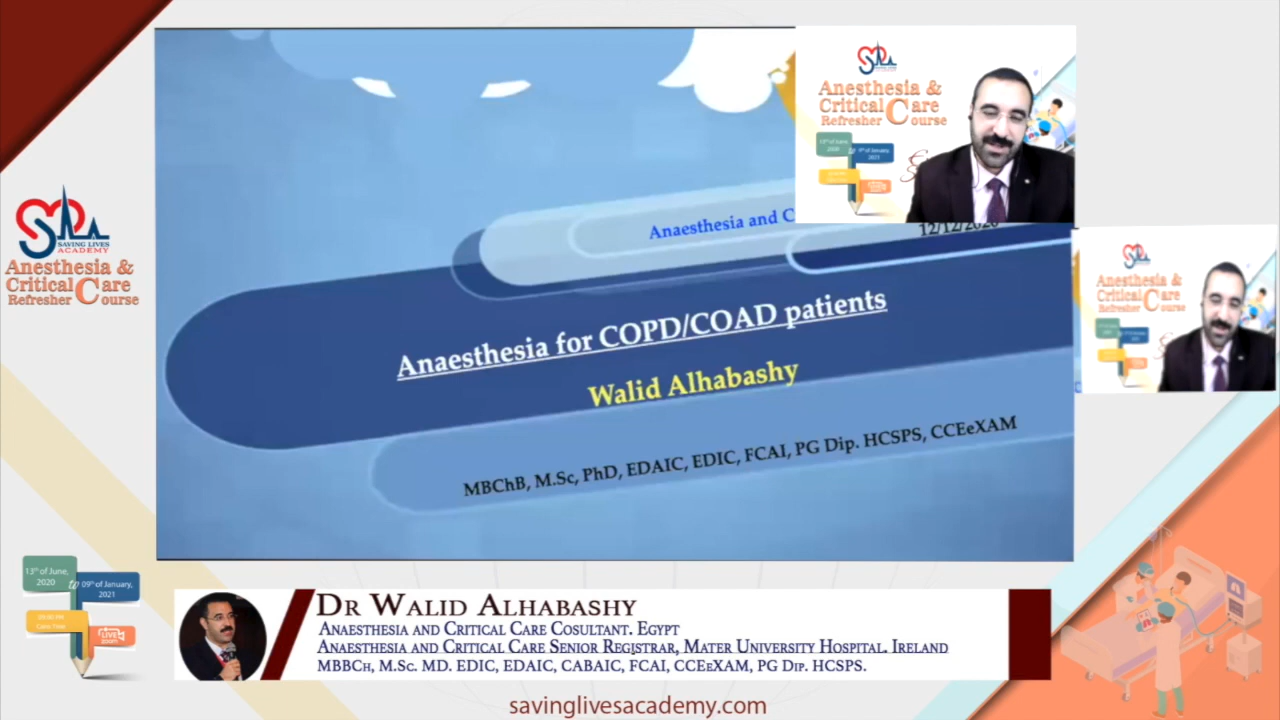 Anaesthesia and C
12/12/2020
Anaesthesia for COPD/COAD patients
Walid Alhabashy
MBChB, M.Sc, PhD, EDAIC, EDIC, FCAI, PG Dip. HCSPS, CCEeXAM
Anesthesia &
Critical Care
Refresher Course
Anesthesia &
Critical Care
Refresher Course
SAVING LIVES
ACADEMY
Anesthesia &
Critical Care
Refresher Course
13th of June,
2020
to 09th of January,
2021
LIVE
DR WALID ALHABASHY
ANAESTHESIA AND CRITICAL CARE COSULTANT. EGYPT
ANAESTHESIA AND CRITICAL CARE SENIOR REGISTRAR, MATER UNIVERSITY HOSPITAL. IRELAND
MBBCH, M.SC. MD. EDIC, EDAIC, CABAIC, FCAI, CCEEXAM, PG DIP. HCSPS.
savinglivesacademy.com